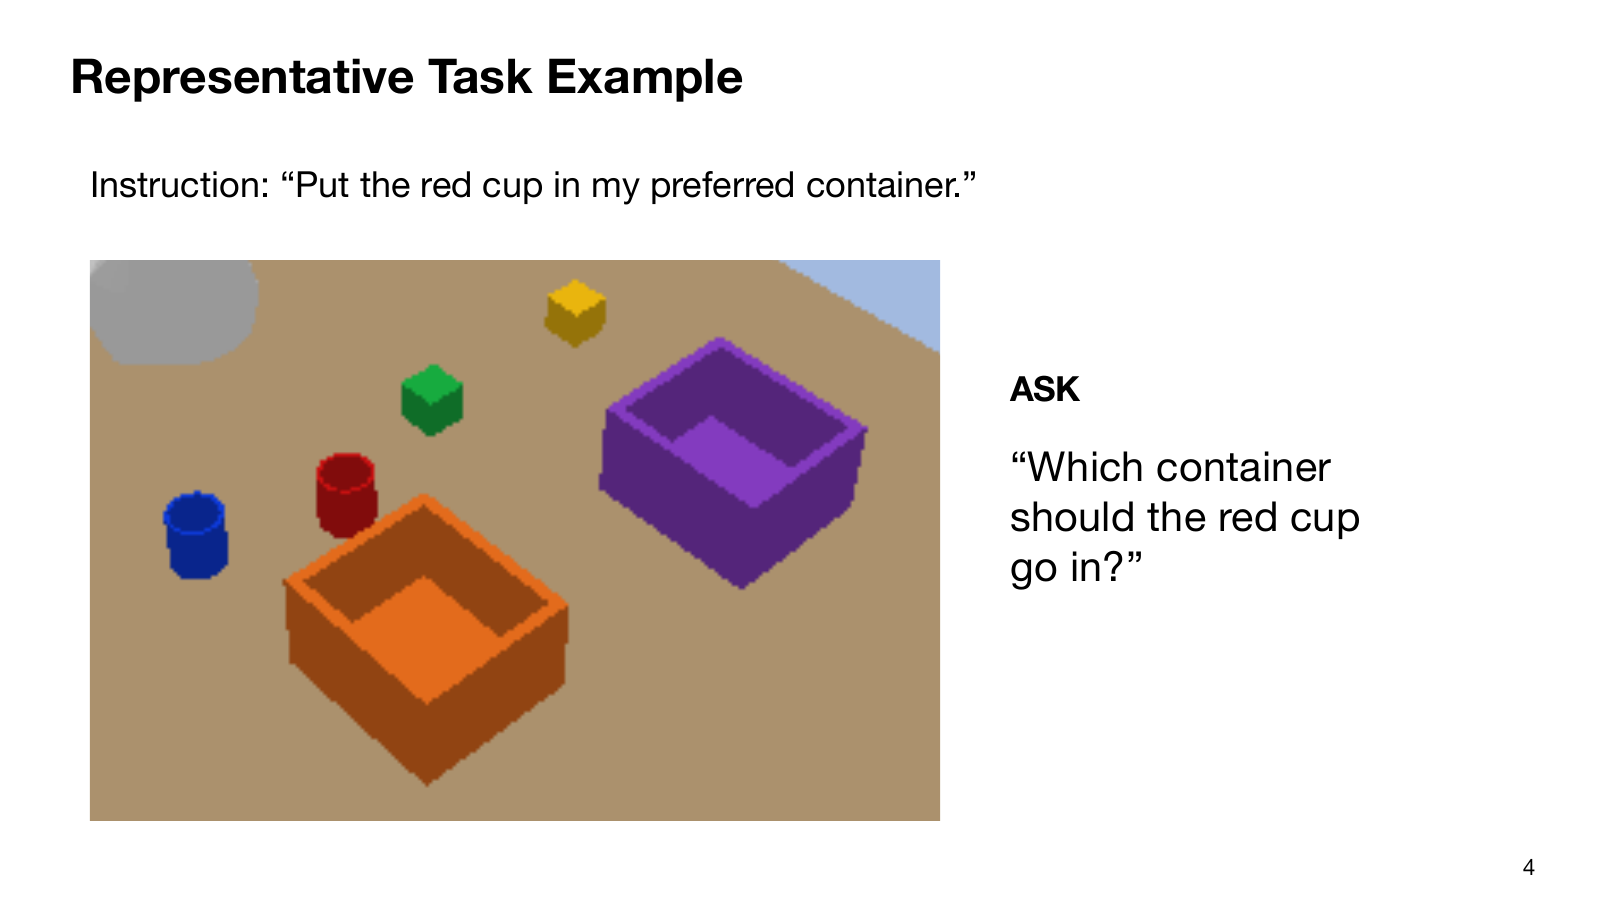 Representative Task Example
Instruction: “Put the red cup in my preferred container.”
ASK
“Which container
should the red cup
go in?”
4